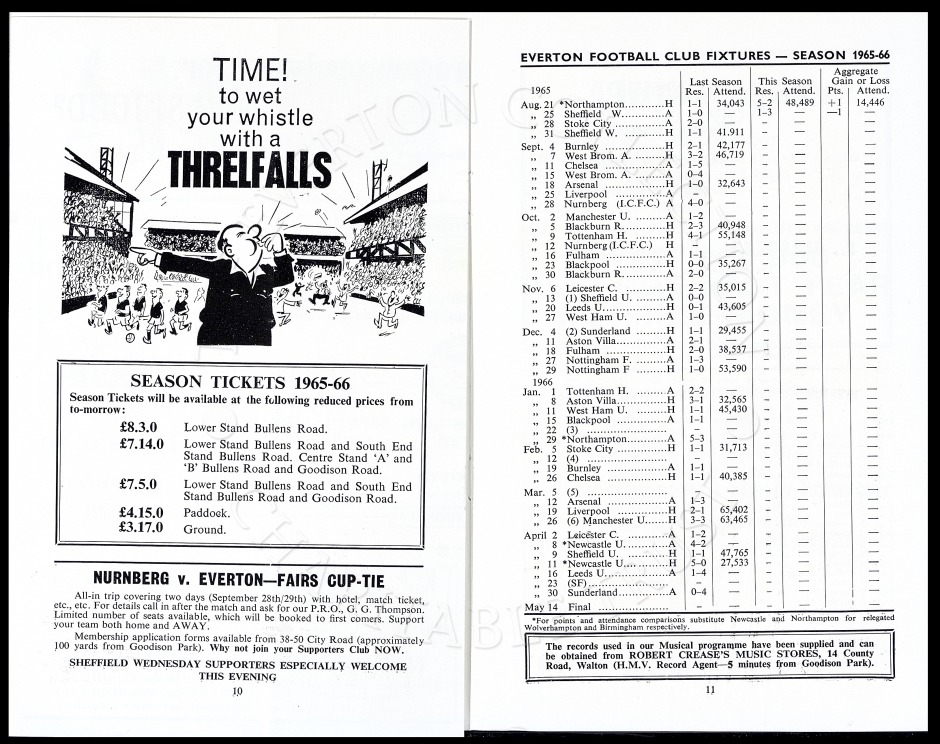 TIME!
to wet
your whistle
with a
THRELFALLS
SEASON TICKETS 1965-66
Season Tickets will be available at the following reduced prices from
to-morrow:
£8.3.0 Lower Stand Bullens Road.
£7.14.0 Lower Stand Bullens Road and South End
Stand Bullens Road. Centre Stand 'A' and
'B' Bullens Road and Goodison Road.
£7.5.0 Lower Stand Bullens Road and South End
Stand Bullens Road and Goodison Road.
£4.15.0 Paddock.
£3.17.0 Ground.
NURNBERG v. EVERTON—FAIRS CUP-TIE
All-in trip covering two days (September 28th/29th) with hotel, match ticket,
etc., etc. For details call in after the match and ask for our P.R.O., G. G. Thompson.
Limited number of seats available, which will be booked to first comers. Support
your team both home and AWAY.
Membership application forms available from 38-50 City Road (approximately
100 yards from Goodison Park). Why not join your Supporters Club NOW.
SHEFFIELD WEDNESDAY SUPPORTERS ESPECIALLY WELCOME
THIS EVENING
10
EVERTON FOOTBALL CLUB FIXTURES — SEASON 1965-66
Last Season This Season Aggregate Gain or Loss
1965 Res. Attend. Res. Attend. Pts. Attend.
Aug. 21 *Northampton............H 1–1 34,043 5–2 48,489 +1 14,446
„ 25 Sheffield W.............A 1–0 — 1–3 — —1 —
„ 28 Stoke City ............A 2–0 — – — — —
„ 31 Sheffield W. ............H 1–1 41.911 – — — —
Sept. 4 Burnley ..................H 2–1 42,177 – — — —
„ 7 West Brom. A. .........H 3–2 46,719 – — — —
„ 11 Chelsea ..................A 1–5 — – — — —
„ 15 West Brom. A. .........A 0–4 — – — — —
„ 18 Arsenal ..................H 1–0 32,643 – — — —
„ 25 Liverpool ...............A – — – — — —
„ 28 Nurnberg (I.C.F.C.) A 4–0 — – — — —
Oct. 2 Manchester U. .........A 1–2 — – — — —
„ 5 Blackburn R.............H 2–3 40,948 – — — —
„ 9 Tottenham H. .........H 4–1 55,148 – — — —
„ 12 Nurnberg (I.C.F.C.) H – — – — — —
„ 16 Fulham ..................A 1–1 — – — — —
„ 23 Blackpool ...............H 0–0 35,267 – — — —
„ 30 Blackburn R.............A 2–0 — – — — —
Nov. 6 Leicester C. ............H 2–2 35,015 – — — —
„ 13 (1) Sheffield U. .........A 0–0 — – — — —
„ 20 Leeds U..................H 0–1 43,605 – — — —
„ 27 West Ham U. .........A 1–0 — – — — —
Dec. 4 (2) Sunderland .........H 1–1 29,455 – — — —
„ 11 Aston Villa...............A 2–1 — – — — —
„ 18 Fulham ..................H 2–0 38,537 – — — —
„ 27 Nottingham F. .........A 1–3 — – — — —
„ 29 Nottingham F .........H 1–0 53,590 – — — —
1966
Jan. 1 Tottenham H. .........A 2–2 — – — — —
„ 8 Aston Villa...............H 3–1 32,565 – — — —
„ 11 West Ham U. .........H 1–1 45,430 – — — —
„ 15 Blackpool ...............A 1–1 — – — — —
„ 22 (3) ........................ – — – — — —
„ 29 *Northampton............A 5–3 — – — — —
Feb. 5 Stoke City ...............H 1–1 31,713 – — — —
„ 12 (4) ........................ – — – — — —
„ 19 Burnley ..................A 1–1 — – — — —
„ 26 Chelsea ..................H 1–1 40,385 – — — —
Mar. 5 (5) ........................ – — – — — —
„ 12 Arsenal ..................A 1–3 — – — — —
„ 19 Liverpool ...............H 2–1 65,402 – — — —
„ 26 (6) Manchester U.......H 3–3 63,465 – — — —
April 2 Leicester C. ............A 1–2 — – — — —
„ 8 *Newcastle U. .........A 4–2 — – — — —
„ 9 Sheffield U. ............H 1–1 47,765 – — — —
„ 11 *Newcastle U. .........H 5–0 27,533 – — — —
„ 16 Leeds U..................A 1–4 — – — — —
„ 23 (SF)........................ – — – — — —
„ 30 Sunderland...............A 0–4 — – — — —
May 14 Final ..................... – — – — — —
*For points and attendance comparisons substitute Newcastle and Northampton for relegated
Wolverhampton and Birmingham respectively.
The records used in our Musical programme have been supplied and can
be obtained from ROBERT CREASE'S MUSIC STORES, 14 County
Road, Walton (H.M.V. Record Agent—5 minutes from Goodison Park).
11